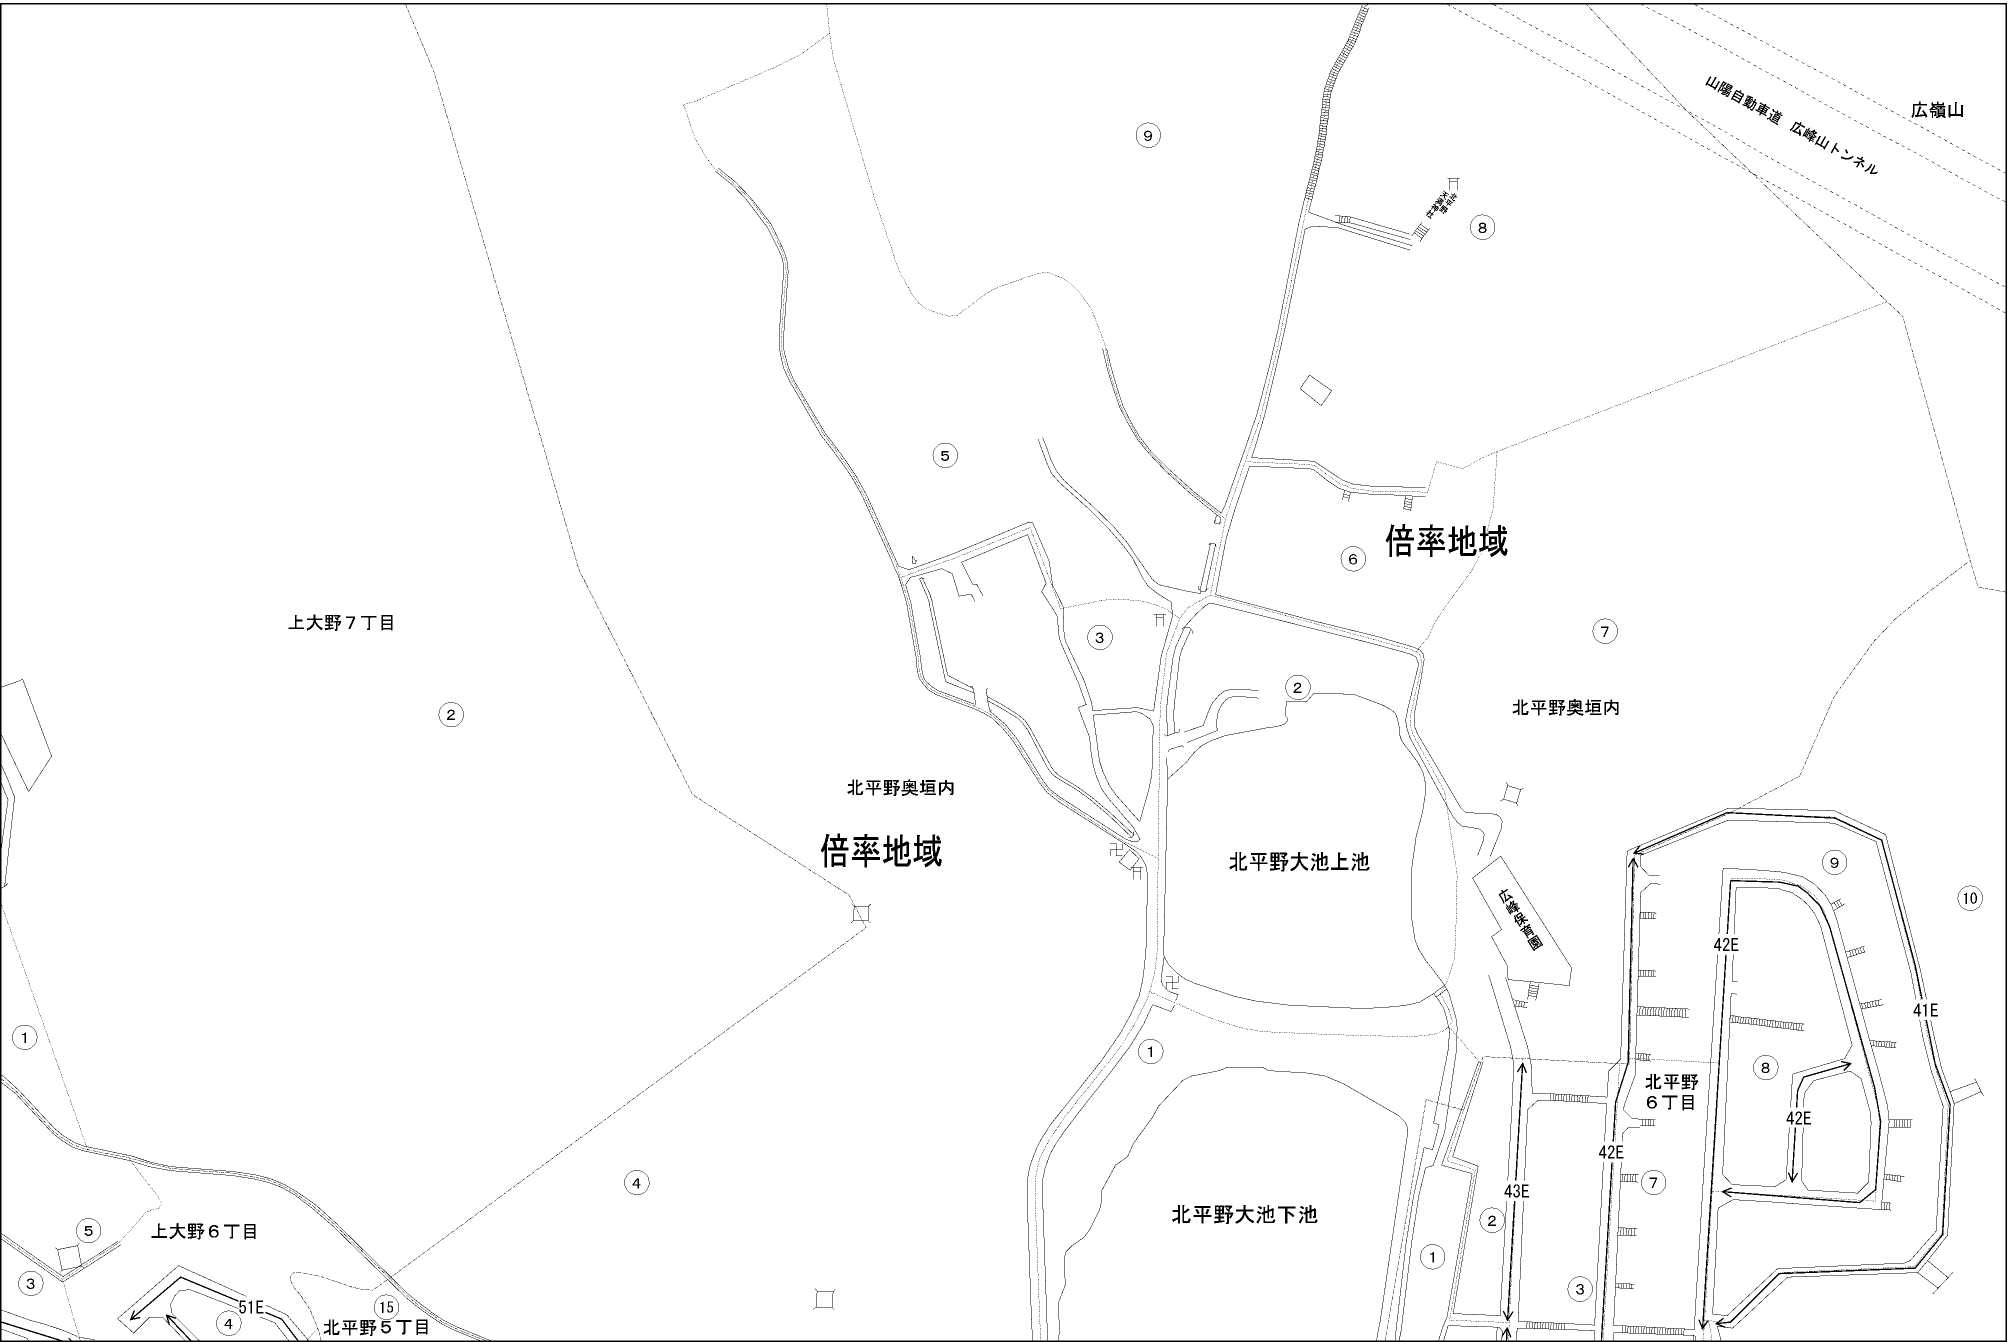 広嶺山
山陽自動車道 広峰山トンネル
9
8
5
倍率地域
6
上大野７丁目
7
3
2
2
北平野奥垣内
北平野奥垣内
倍率地域
北平野大池上池
9
広峰保育園
10
42E
41E
1
1
8
北平野
６丁目
42E
42E
4
7
43E
北平野大池下池
2
5
上大野６丁目
1
3
3
15
51E
4
北平野５丁目